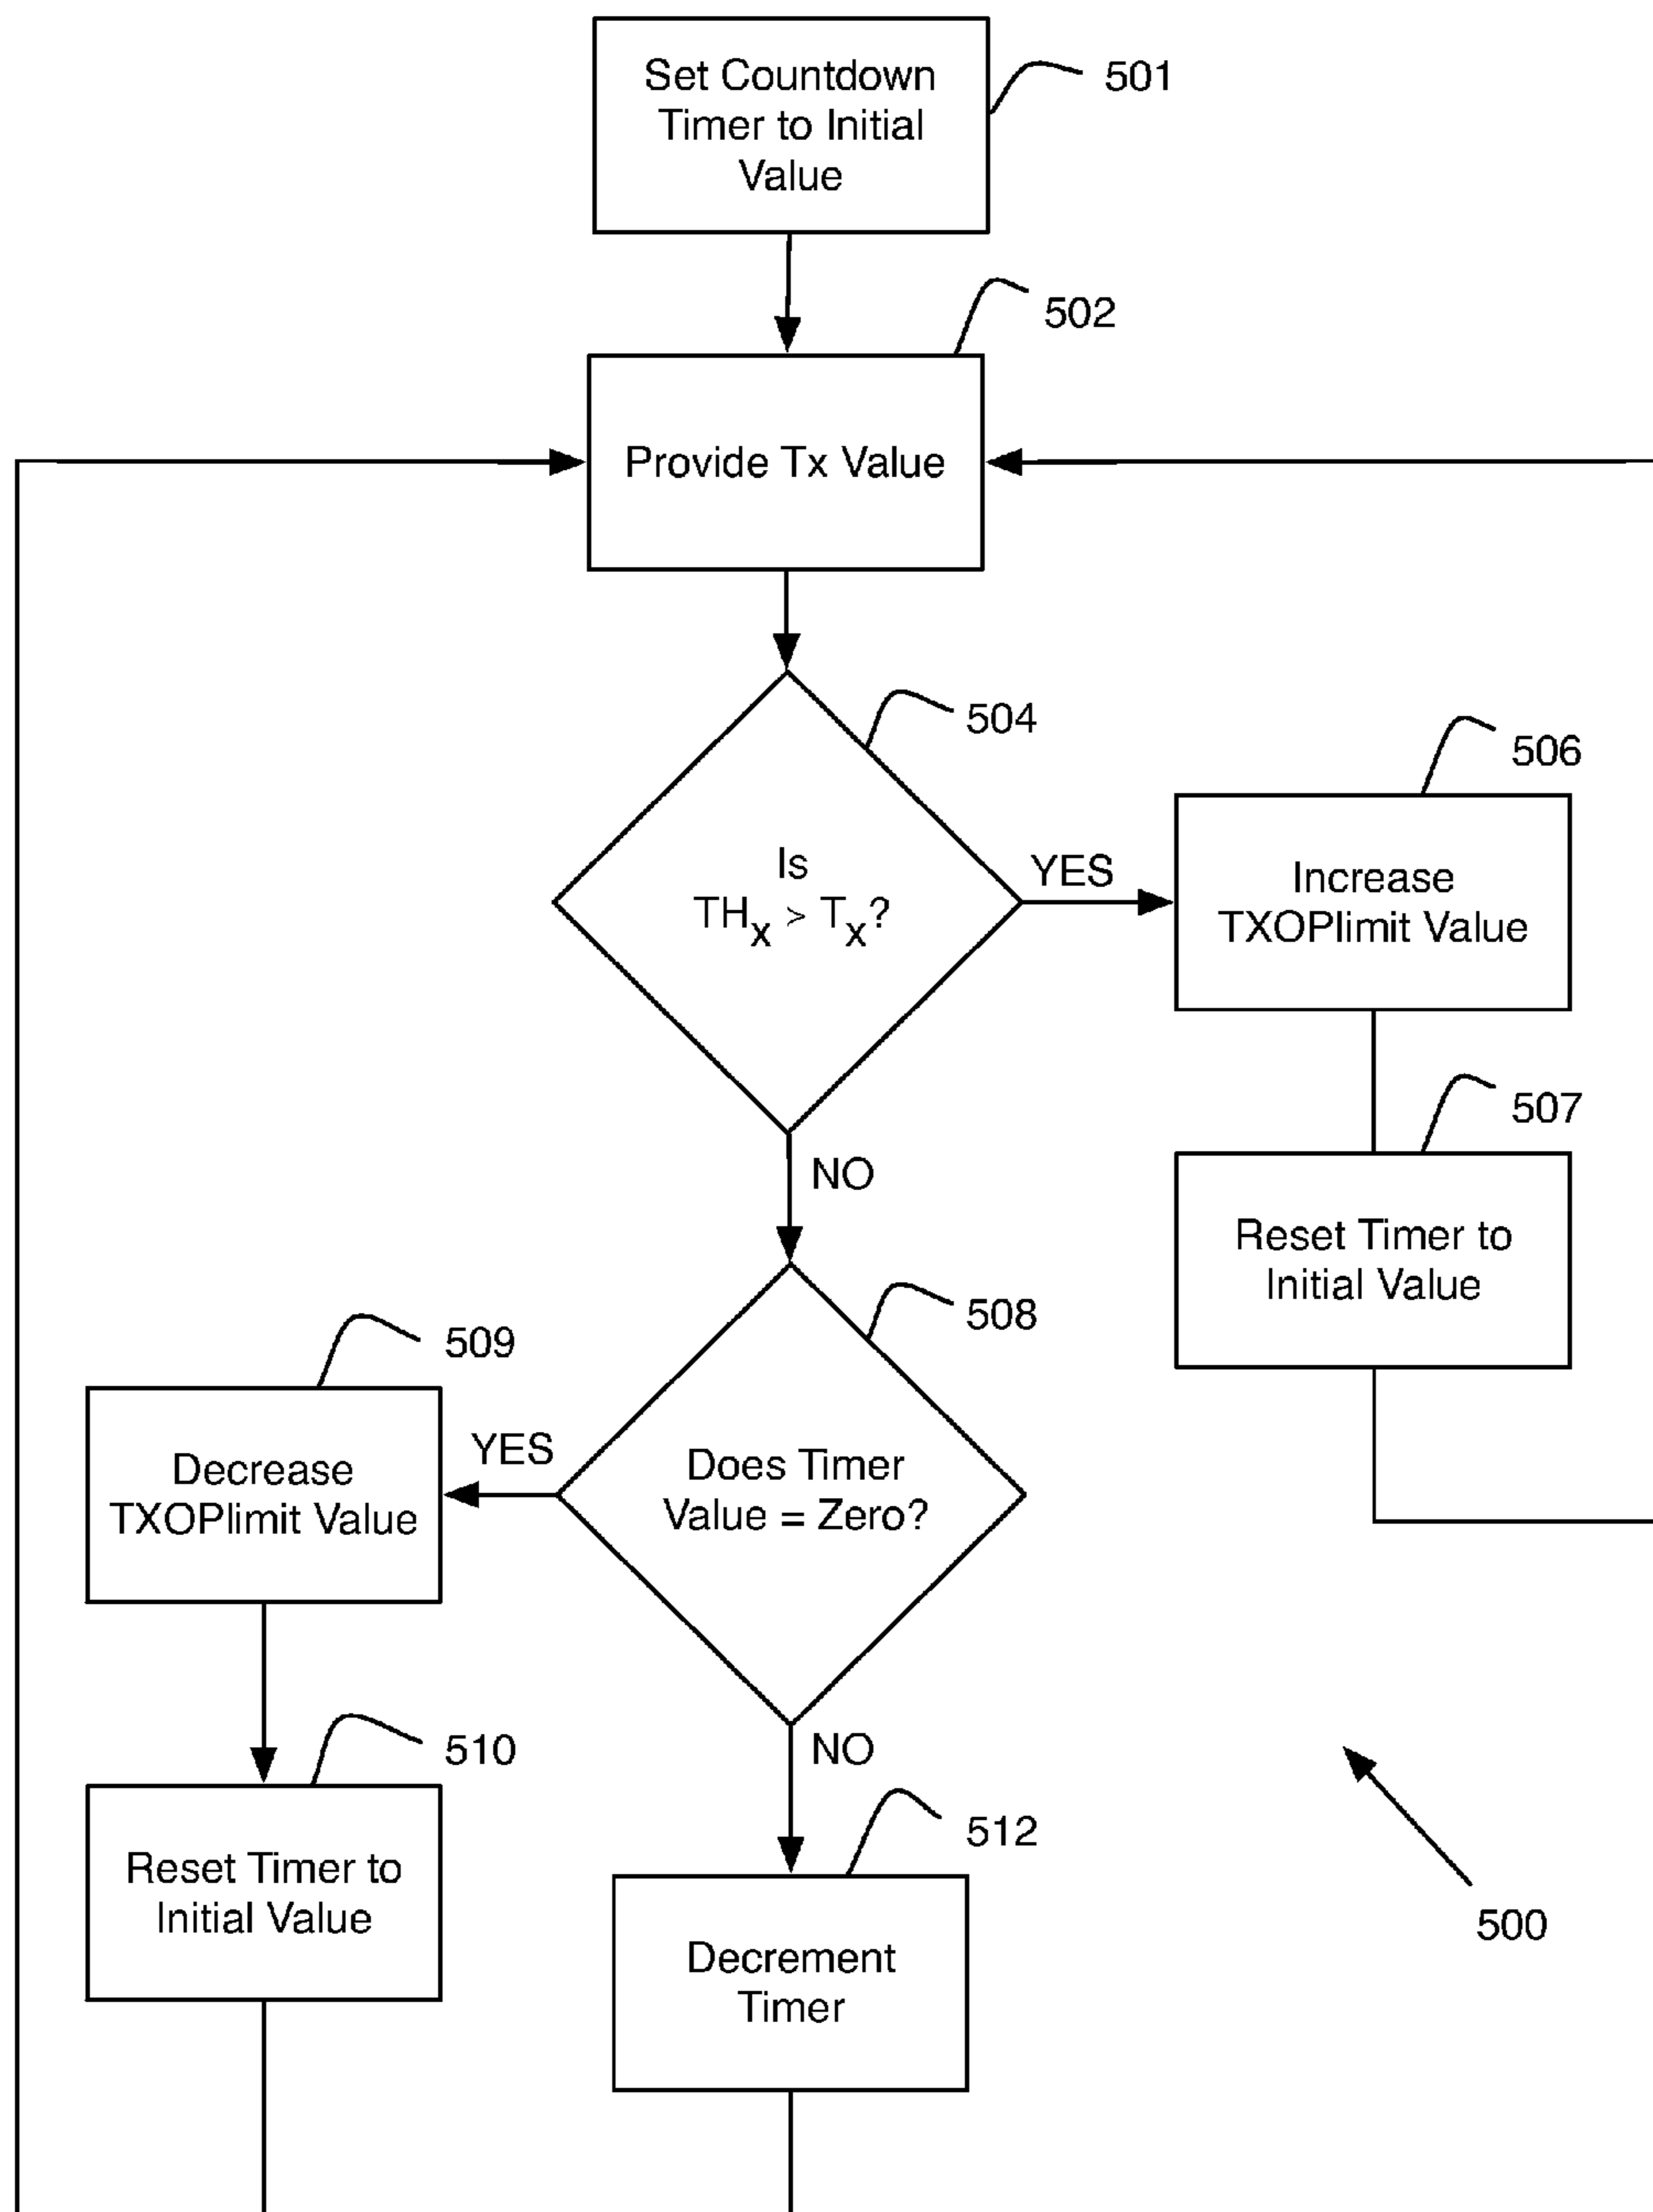 Set Countdown
Timer to Initial
Value
501
502
Provide Tx Value
504
Is
THx > Tx?
YES
506
Increase
TXOPlimit Value
507
Reset Timer to
Initial Value
NO
508
Does Timer
Value = Zero?
YES
509
Decrease
TXOPlimit Value
510
Reset Timer to
Initial Value
NO
512
Decrement
Timer
500